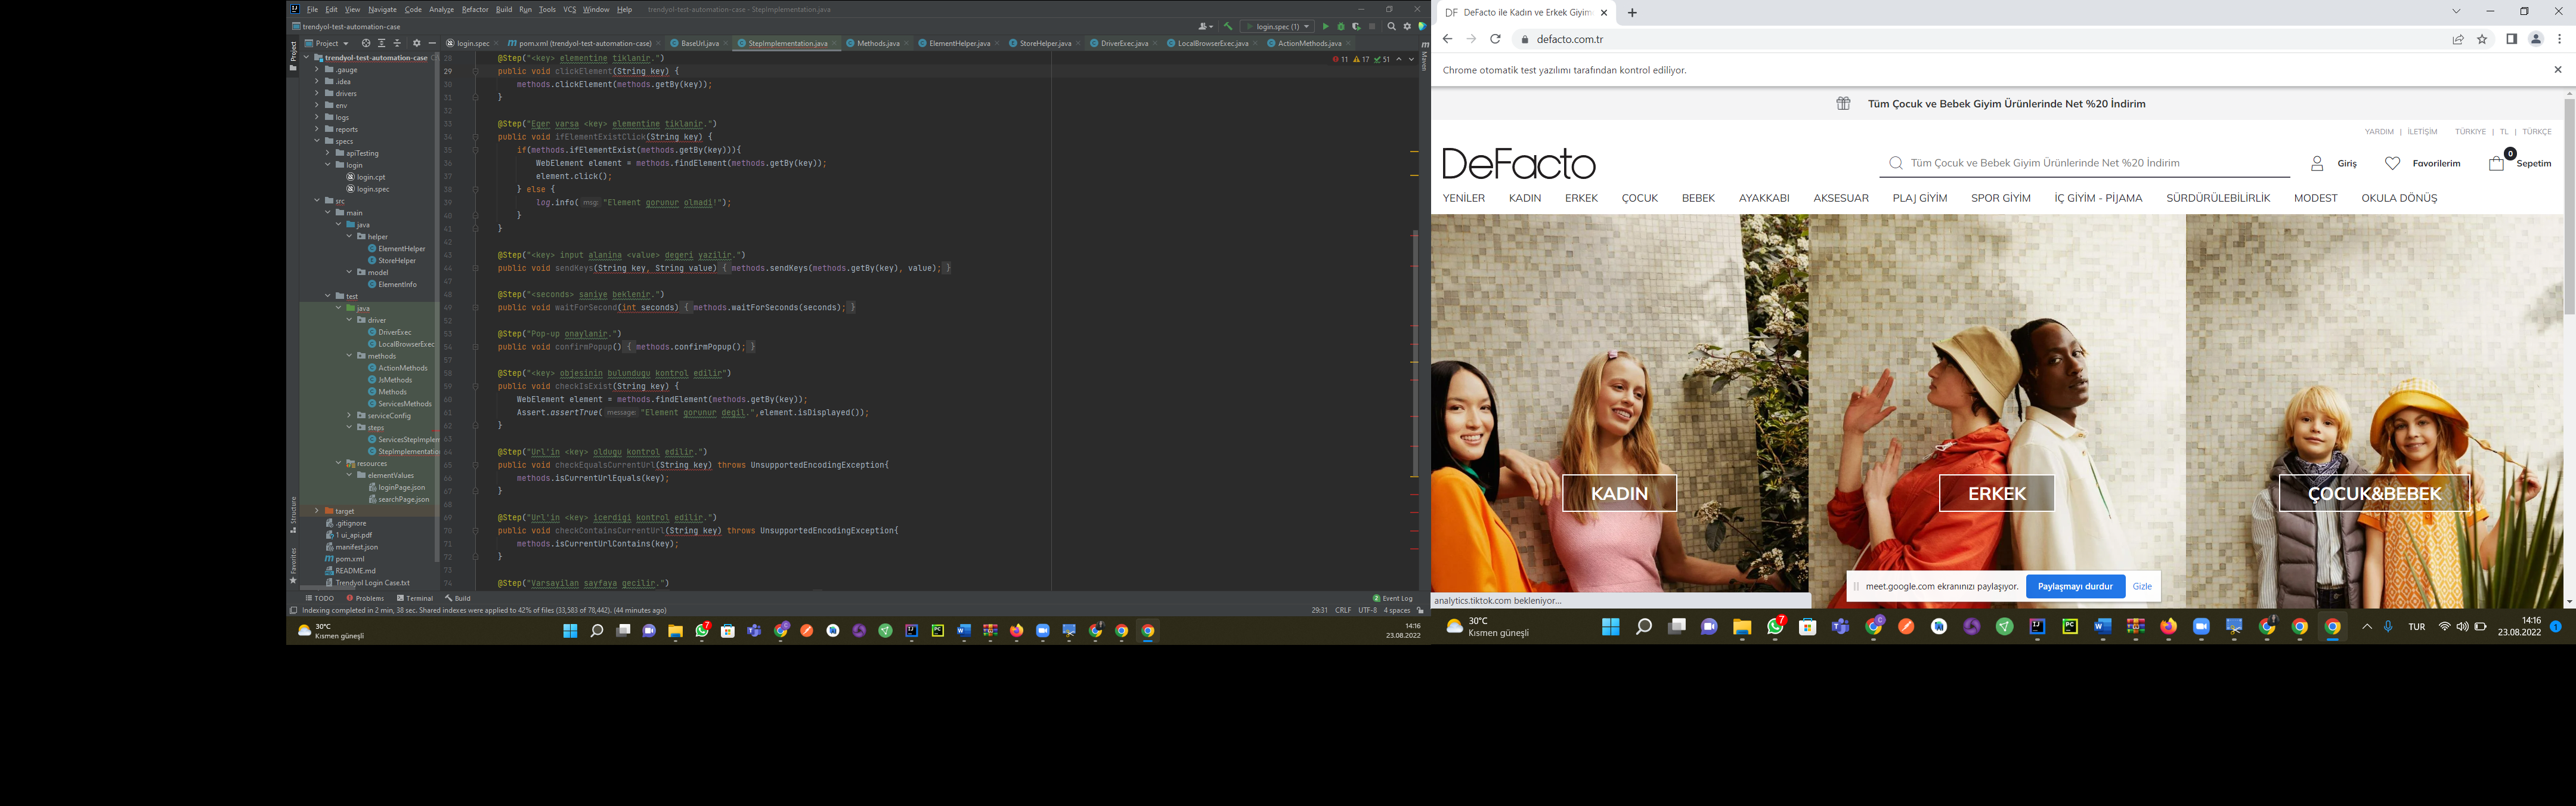 File Edit View Navigate Code Analyze Refactor Build Run Tools VCS Window Help trendyol-test-automation-case - StepImplementation.java
trendyol-test-automation-case
login.spec (1)
Project
login.spec
pom.xml (trendyol-test-automation-case)
BaseUrl.java
StepImplementation.java
Methods.java
ElementHelper.java
StoreHelper.java
DriverExec.java
LocalBrowserExec.java
ActionMethods.java
Project
Maven
Structure
Favorites
trendyol-test-automation-case
.gauge
.idea
drivers
env
logs
reports
specs
apiTesting
login
login.cpt
login.spec
src
main
java
helper
ElementHelper
StoreHelper
model
ElementInfo
test
java
driver
DriverExec
LocalBrowserExec
methods
ActionMethods
JsMethods
Methods
ServicesMethods
serviceConfig
steps
ServicesStepImplem
StepImplementatio
resources
elementValues
loginPage.json
searchPage.json
target
.gitignore
1 ui_api.pdf
manifest.json
pom.xml
README.md
Trendyol Login Case.txt
11 17 51
28 @Step("<key> elementine tiklanir.")
29 public void clickElement(String key) {
30 methods.clickElement(methods.getBy(key));
31 }
32
33 @Step("Eger varsa <key> elementine tiklanir.")
34 public void ifElementExistClick(String key) {
35 if(methods.ifElementExist(methods.getBy(key))){
36 WebElement element = methods.findElement(methods.getBy(key));
37 element.click();
38 } else {
39 log.info( msg: "Element gorunur olmadi!");
40 }
41 }
42
43 @Step("<key> input alanina <value> degeri yazilir.")
44 public void sendKeys(String key, String value) { methods.sendKeys(methods.getBy(key), value); }
47
48 @Step("<seconds> saniye beklenir.")
49 public void waitForSecond(int seconds) { methods.waitForSeconds(seconds); }
52
53 @Step("Pop-up onaylanir.")
54 public void confirmPopup() { methods.confirmPopup(); }
57
58 @Step("<key> objesinin bulundugu kontrol edilir")
59 public void checkIsExist(String key) {
60 WebElement element = methods.findElement(methods.getBy(key));
61 Assert.assertTrue( message: "Element gorunur degil.",element.isDisplayed());
62 }
63
64 @Step("Url'in <key> oldugu kontrol edilir.")
65 public void checkEqualsCurrentUrl(String key) throws UnsupportedEncodingException{
66 methods.isCurrentUrlEquals(key);
67 }
68
69 @Step("Url'in <key> icerdigi kontrol edilir.")
70 public void checkContainsCurrentUrl(String key) throws UnsupportedEncodingException{
71 methods.isCurrentUrlContains(key);
72 }
73
74 @Step("Varsayilan sayfaya gecilir.")
TODO Problems Terminal Build
2 Event Log
Indexing completed in 2 min, 38 sec. Shared indexes were applied to 42% of files (33,583 of 78,442). (44 minutes ago)
29:31 CRLF UTF-8 4 spaces
30°C
Kısmen güneşli
7
14:16
23.08.2022
DF DeFacto ile Kadın ve Erkek Giyim
defacto.com.tr
Chrome otomatik test yazılımı tarafından kontrol ediliyor.
Tüm Çocuk ve Bebek Giyim Ürünlerinde Net %20 İndirim
YARDIM | İLETİŞİM TÜRKIYE | TL | TÜRKÇE
DeFacto
Tüm Çocuk ve Bebek Giyim Ürünlerinde Net %20 İndirim
Giriş
Favorilerim
0
Sepetim
YENİLER KADIN ERKEK ÇOCUK BEBEK AYAKKABI AKSESUAR PLAJ GİYİM SPOR GİYİM İÇ GİYİM - PİJAMA SÜRDÜRÜLEBİLİRLİK MODEST OKULA DÖNÜŞ
KADIN
ERKEK
ÇOCUK&BEBEK
meet.google.com ekranınızı paylaşıyor.
Paylaşmayı durdur
Gizle
analytics.tiktok.com bekleniyor...
30°C
Kısmen güneşli
7
TUR
14:16
23.08.2022
1